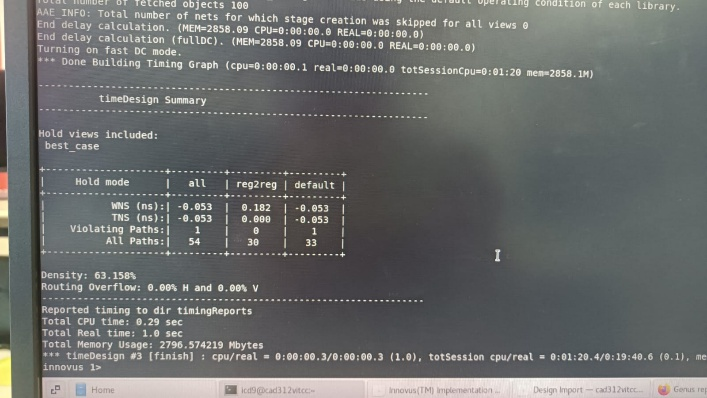 Total number of fetched objects 100
operating condition of each library.
AAE_INFO: Total number of nets for which stage creation was skipped for all views 0
End delay calculation. (MEM=2858.09 CPU=0:00:00.0 REAL=0:00:00.0)
End delay calculation (fullDC). (MEM=2858.09 CPU=0:00:00.0 REAL=0:00:00.0)
Turning on fast DC mode.
*** Done Building Timing Graph (cpu=0:00:00.1 real=0:00:00.0 totSessionCpu=0:01:20 mem=2858.1M)
------------------------------------------------------------
timeDesign Summary
------------------------------------------------------------
Hold views included:
best_case
+--------------------+---------+---------+---------+
| Hold mode | all | reg2reg | default |
+--------------------+---------+---------+---------+
| WNS (ns):| -0.053 | 0.182 | -0.053 |
| TNS (ns):| -0.053 | 0.000 | -0.053 |
| Violating Paths:| 1 | 0 | 1 |
| All Paths:| 54 | 30 | 33 |
+--------------------+---------+---------+---------+
Density: 63.158%
Routing Overflow: 0.00% H and 0.00% V
------------------------------------------------------------
Reported timing to dir timingReports
Total CPU time: 0.29 sec
Total Real time: 1.0 sec
Total Memory Usage: 2796.574219 Mbytes
*** timeDesign #3 [finish] : cpu/real = 0:00:00.3/0:00:00.3 (1.0), totSession cpu/real = 0:01:20.4/0:19:40.6 (0.1), me
innovus 1>
Home
icd9@cad312vitcc:~
Innovus(TM) Implementation ...
Design Import — cad312vitcc...
Genus rep